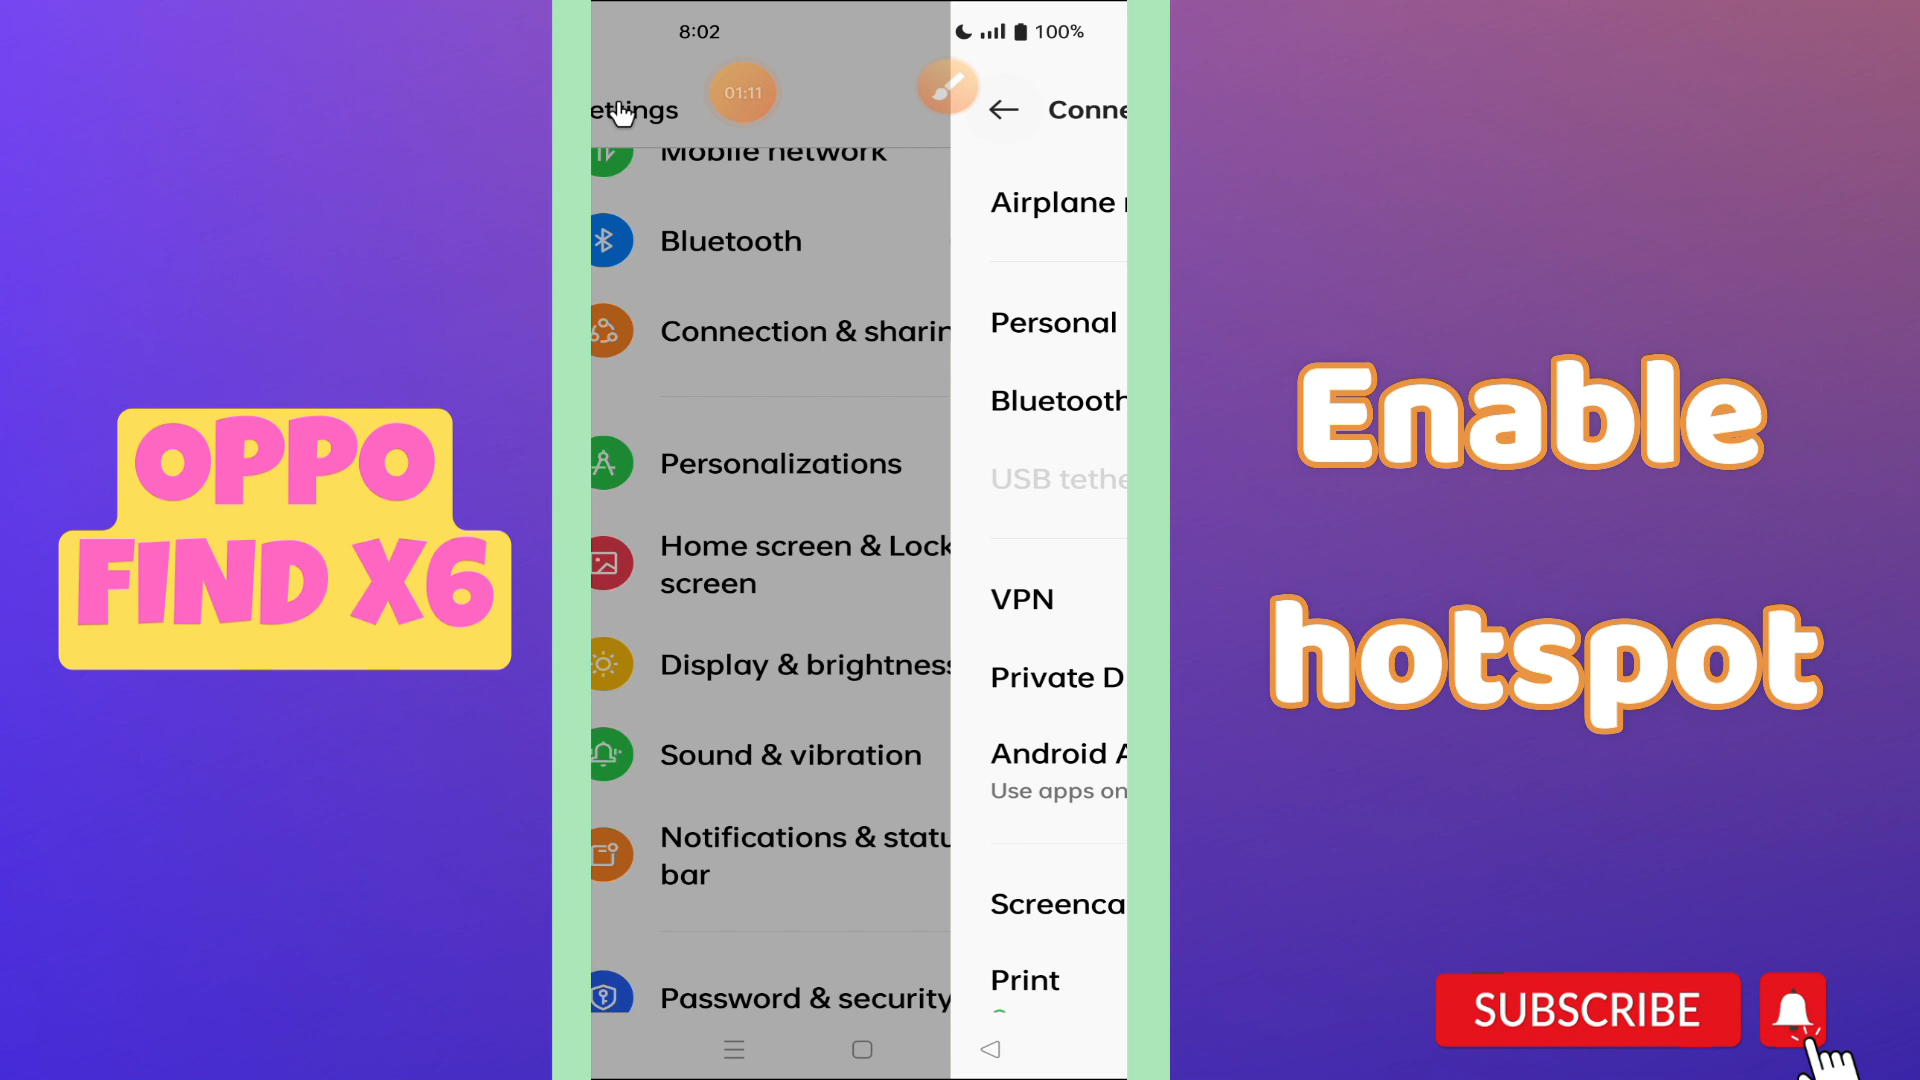 OPPO
FIND X6
8:02
100%
01:11
ettings
Mobile network
Bluetooth
Connection & sharin
Personalizations
Home screen & Lock
screen
Display & brightness
Sound & vibration
Notifications & statu
bar
Password & security
Conne
Airplane
Personal
Bluetooth
USB tethe
VPN
Private D
Android A
Use apps on
Screenca
Print
Enable
hotspot
SUBSCRIBE